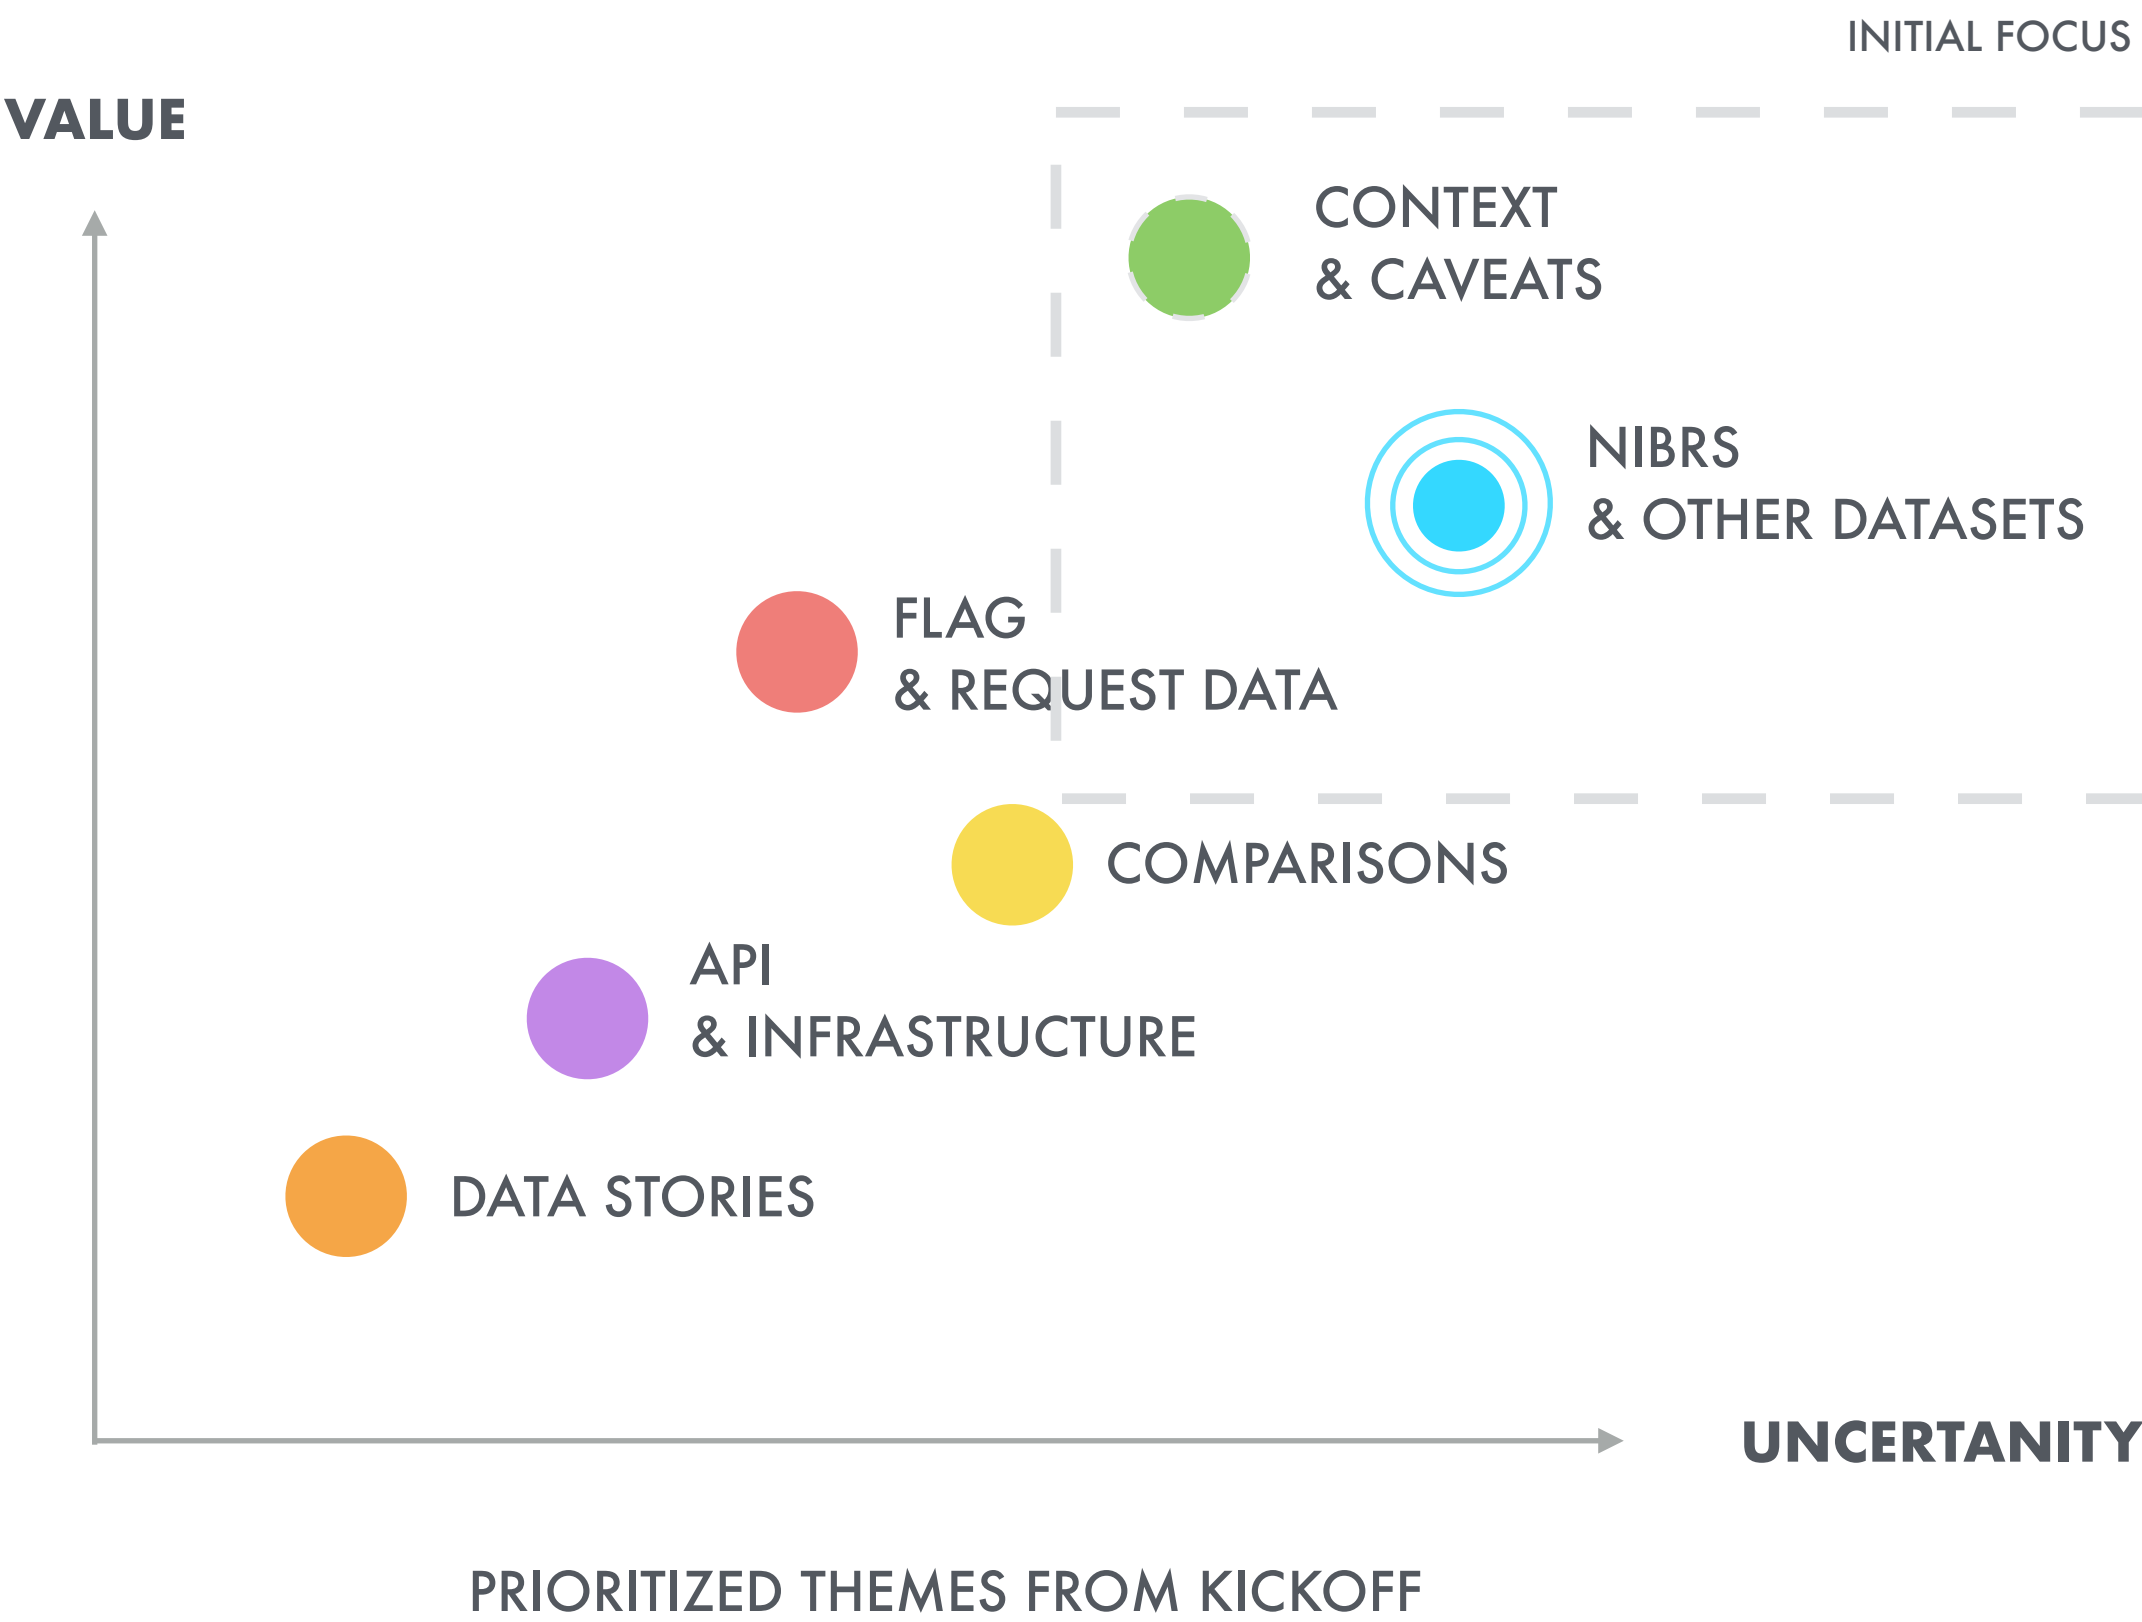 INITIAL FOCUS
VALUE
CONTEXT
& CAVEATS
NIBRS
& OTHER DATASETS
FLAG
& REQUEST DATA
COMPARISONS
API
& INFRASTRUCTURE
DATA STORIES
UNCERTANITY
PRIORITIZED THEMES FROM KICKOFF